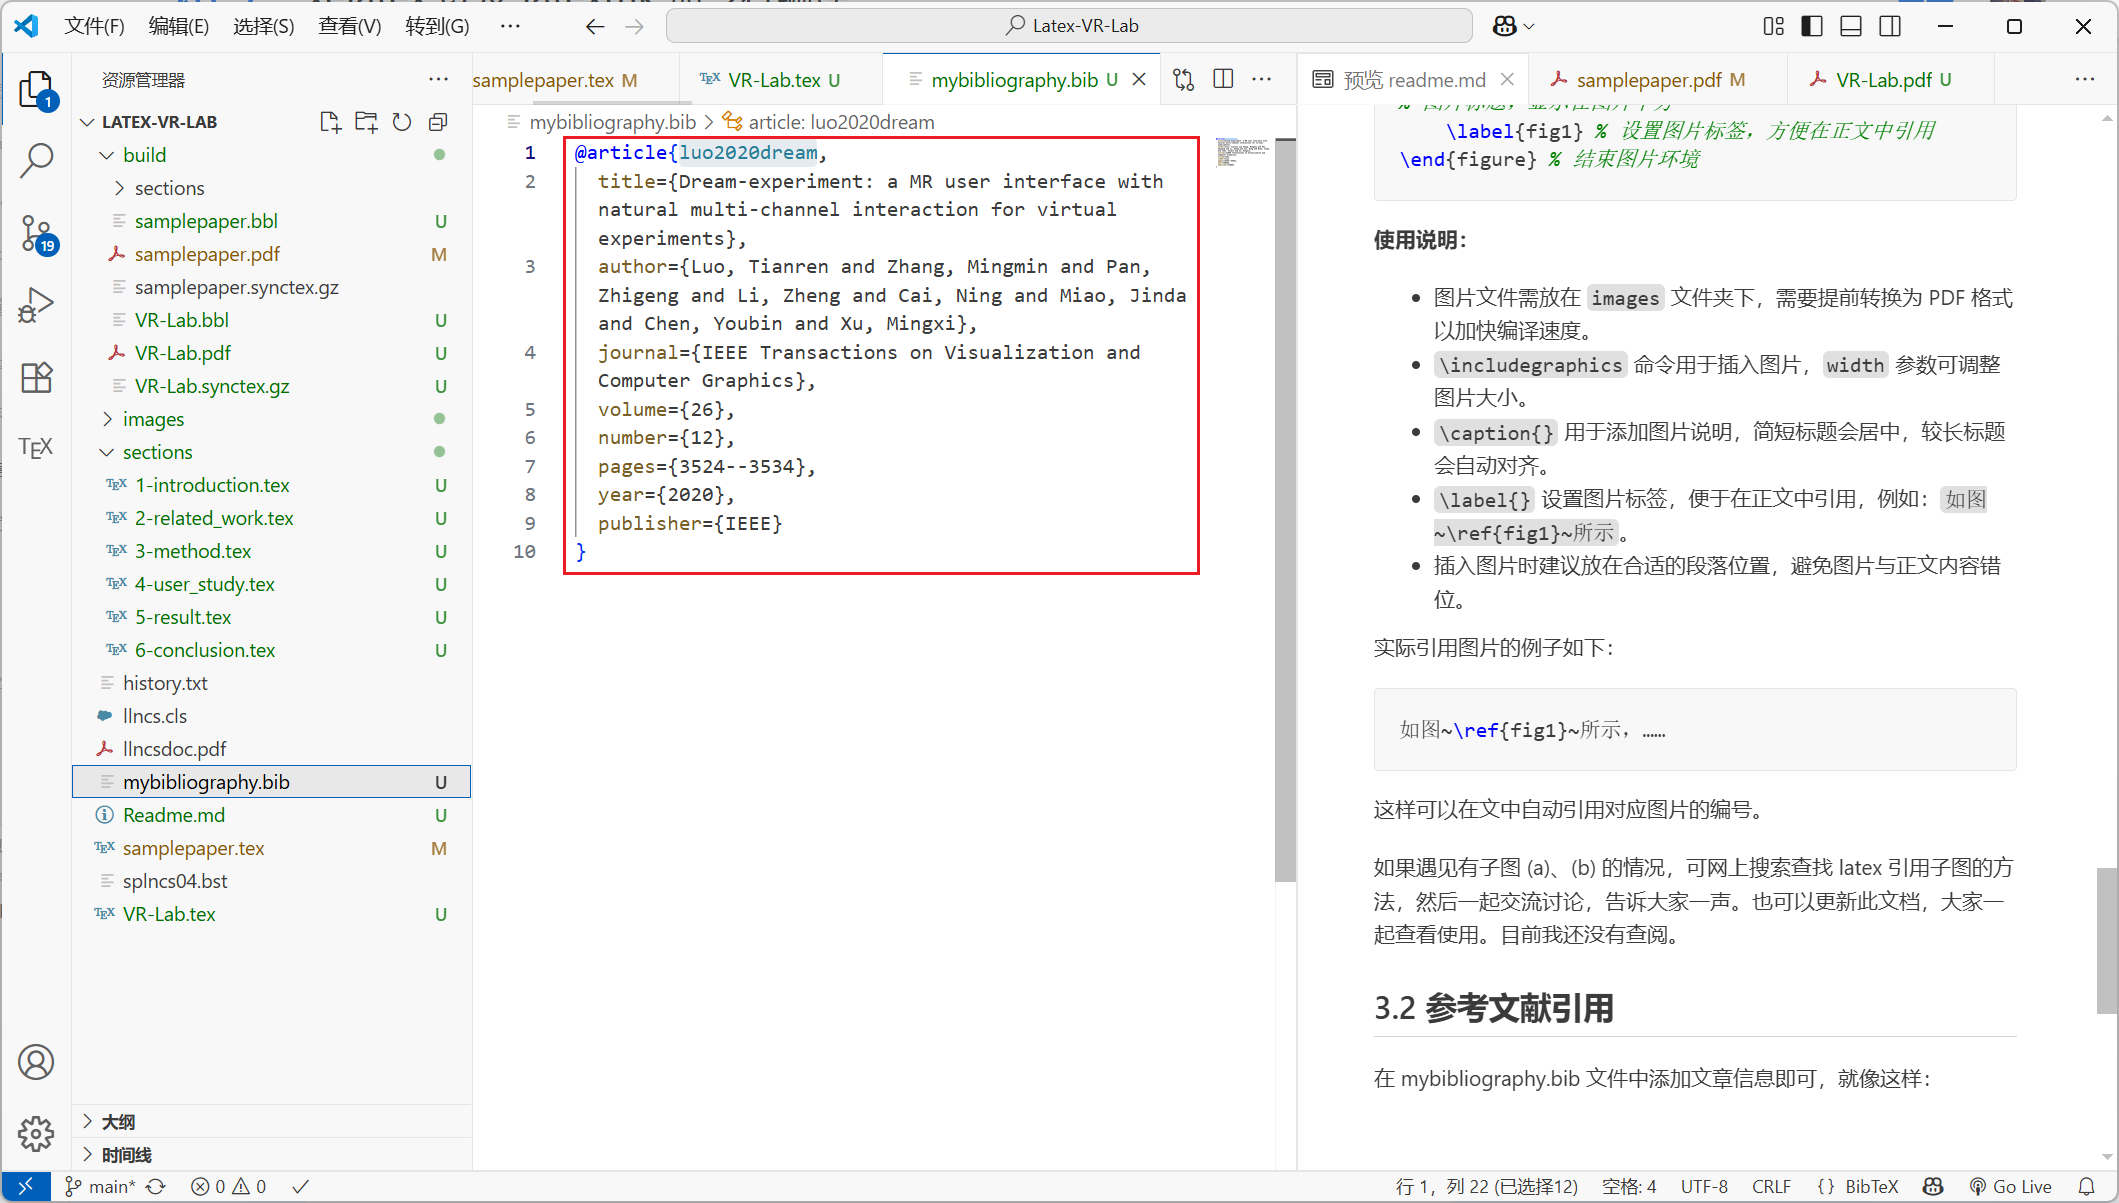 文件(F) 编辑(E) 选择(S) 查看(V) 转到(G) ··· Latex-VR-Lab
资源管理器
LATEX-VR-LAB
build
sections
samplepaper.bbl U
samplepaper.pdf M
samplepaper.synctex.gz
VR-Lab.bbl U
VR-Lab.pdf U
VR-Lab.synctex.gz U
images
sections
TEX 1-introduction.tex U
TEX 2-related_work.tex U
TEX 3-method.tex U
TEX 4-user_study.tex U
TEX 5-result.tex U
TEX 6-conclusion.tex U
history.txt
llncs.cls
llncsdoc.pdf
mybibliography.bib U
Readme.md U
TEX samplepaper.tex M
splncs04.bst
TEX VR-Lab.tex U
大纲
时间线
1
19
TEX
samplepaper.tex M
TEX VR-Lab.tex U
mybibliography.bib U
mybibliography.bib > article: luo2020dream
1 @article{luo2020dream,
2 title={Dream-experiment: a MR user interface with
natural multi-channel interaction for virtual
experiments},
3 author={Luo, Tianren and Zhang, Mingmin and Pan,
Zhigeng and Li, Zheng and Cai, Ning and Miao, Jinda
and Chen, Youbin and Xu, Mingxi},
4 journal={IEEE Transactions on Visualization and
Computer Graphics},
5 volume={26},
6 number={12},
7 pages={3524--3534},
8 year={2020},
9 publisher={IEEE}
10 }
预览 readme.md
samplepaper.pdf M
VR-Lab.pdf U
\label{fig1} % 设置图片标签，方便在正文中引用
\end{figure} % 结束图片环境
使用说明：
• 图片文件需放在 images 文件夹下，需要提前转换为 PDF 格式
以加快编译速度。
• \includegraphics 命令用于插入图片，width 参数可调整
图片大小。
• \caption{} 用于添加图片说明，简短标题会居中，较长标题
会自动对齐。
• \label{} 设置图片标签，便于在正文中引用，例如：如图
~\ref{fig1}~所示。
• 插入图片时建议放在合适的段落位置，避免图片与正文内容错
位。
实际引用图片的例子如下：
如图~\ref{fig1}~所示，……
这样可以在文中自动引用对应图片的编号。
如果遇见有子图 (a)、(b) 的情况，可网上搜索查找 latex 引用子图的方
法，然后一起交流讨论，告诉大家一声。也可以更新此文档，大家一
起查看使用。目前我还没有查阅。
3.2 参考文献引用
在 mybibliography.bib 文件中添加文章信息即可，就像这样：
main* 0 0 行 1，列 22 (已选择12) 空格: 4 UTF-8 CRLF {} BibTeX Go Live